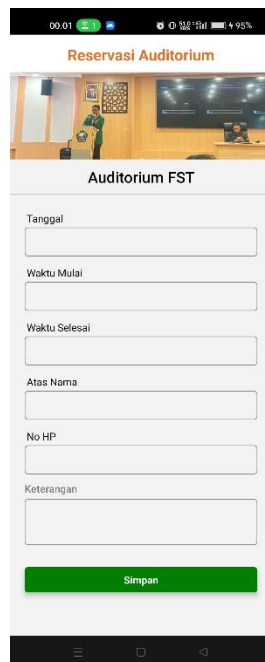 00.01
95%
Reservasi Auditorium
Auditorium FST
Tanggal
Waktu Mulai
Waktu Selesai
Atas Nama
No HP
Keterangan
Simpan